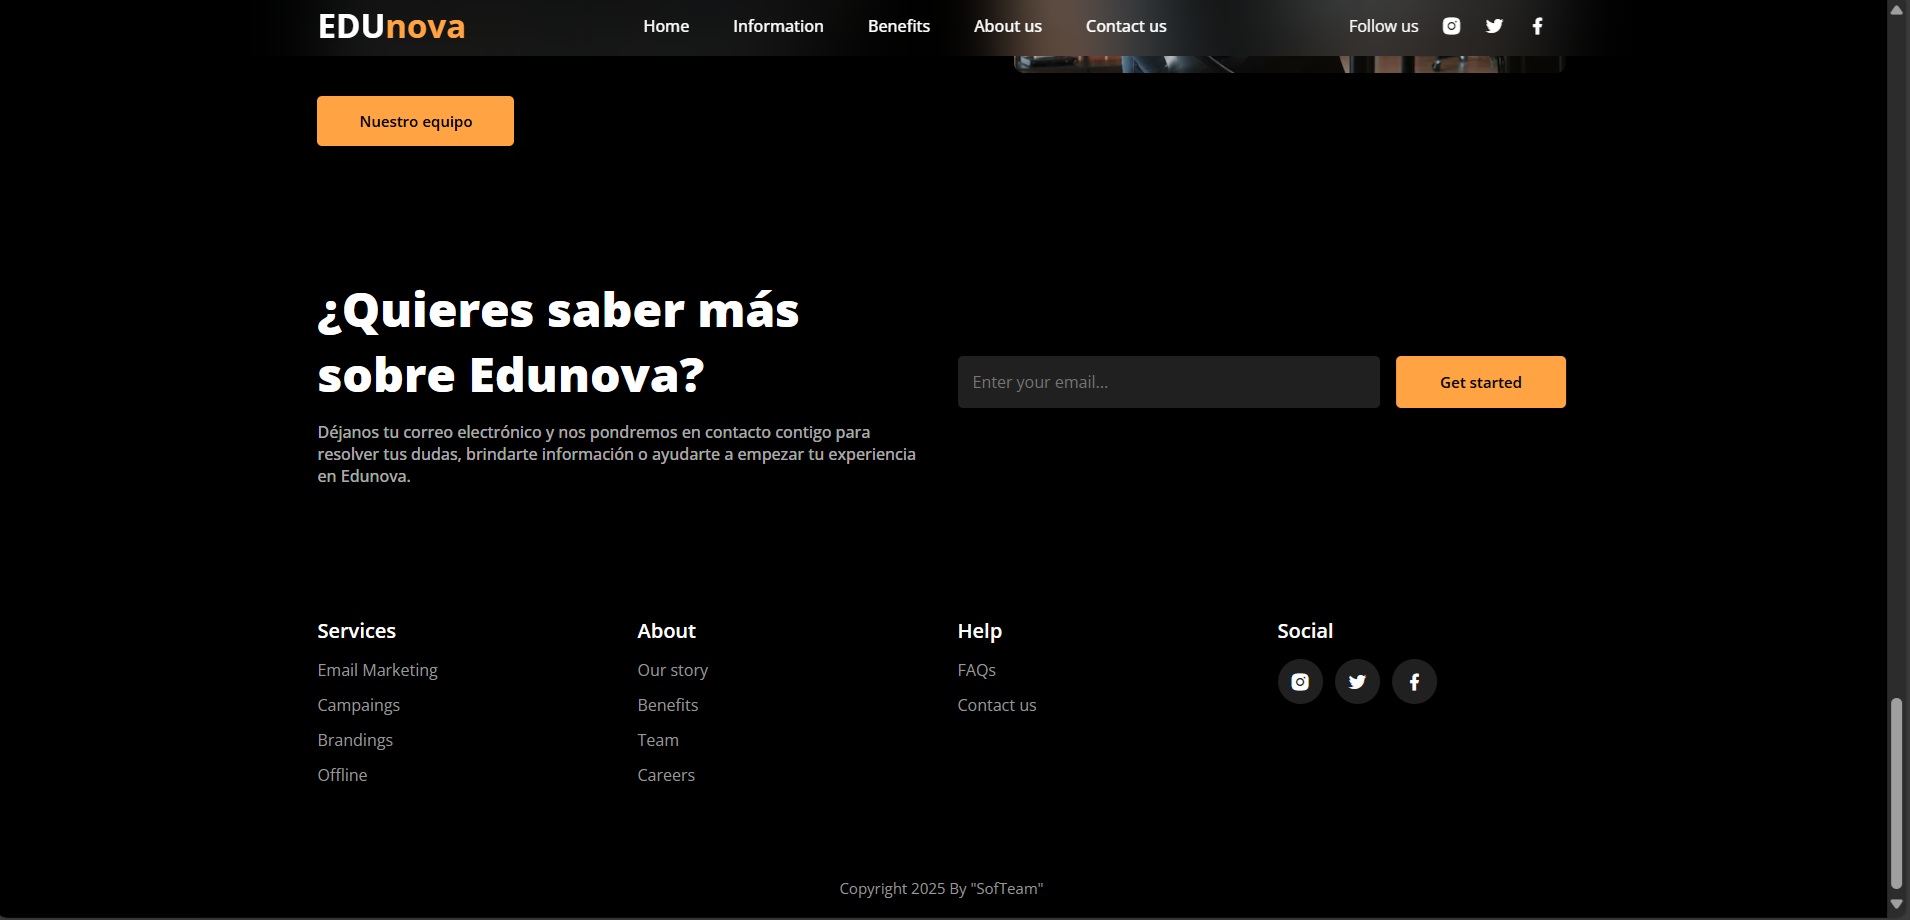 EDUnova
Home Information Benefits About us Contact us Follow us
Nuestro equipo
¿Quieres saber más
sobre Edunova?
Déjanos tu correo electrónico y nos pondremos en contacto contigo para
resolver tus dudas, brindarte información o ayudarte a empezar tu experiencia
en Edunova.
Enter your email...
Get started
Services
Email Marketing
Campaings
Brandings
Offline
About
Our story
Benefits
Team
Careers
Help
FAQs
Contact us
Social
Copyright 2025 By "SofTeam"